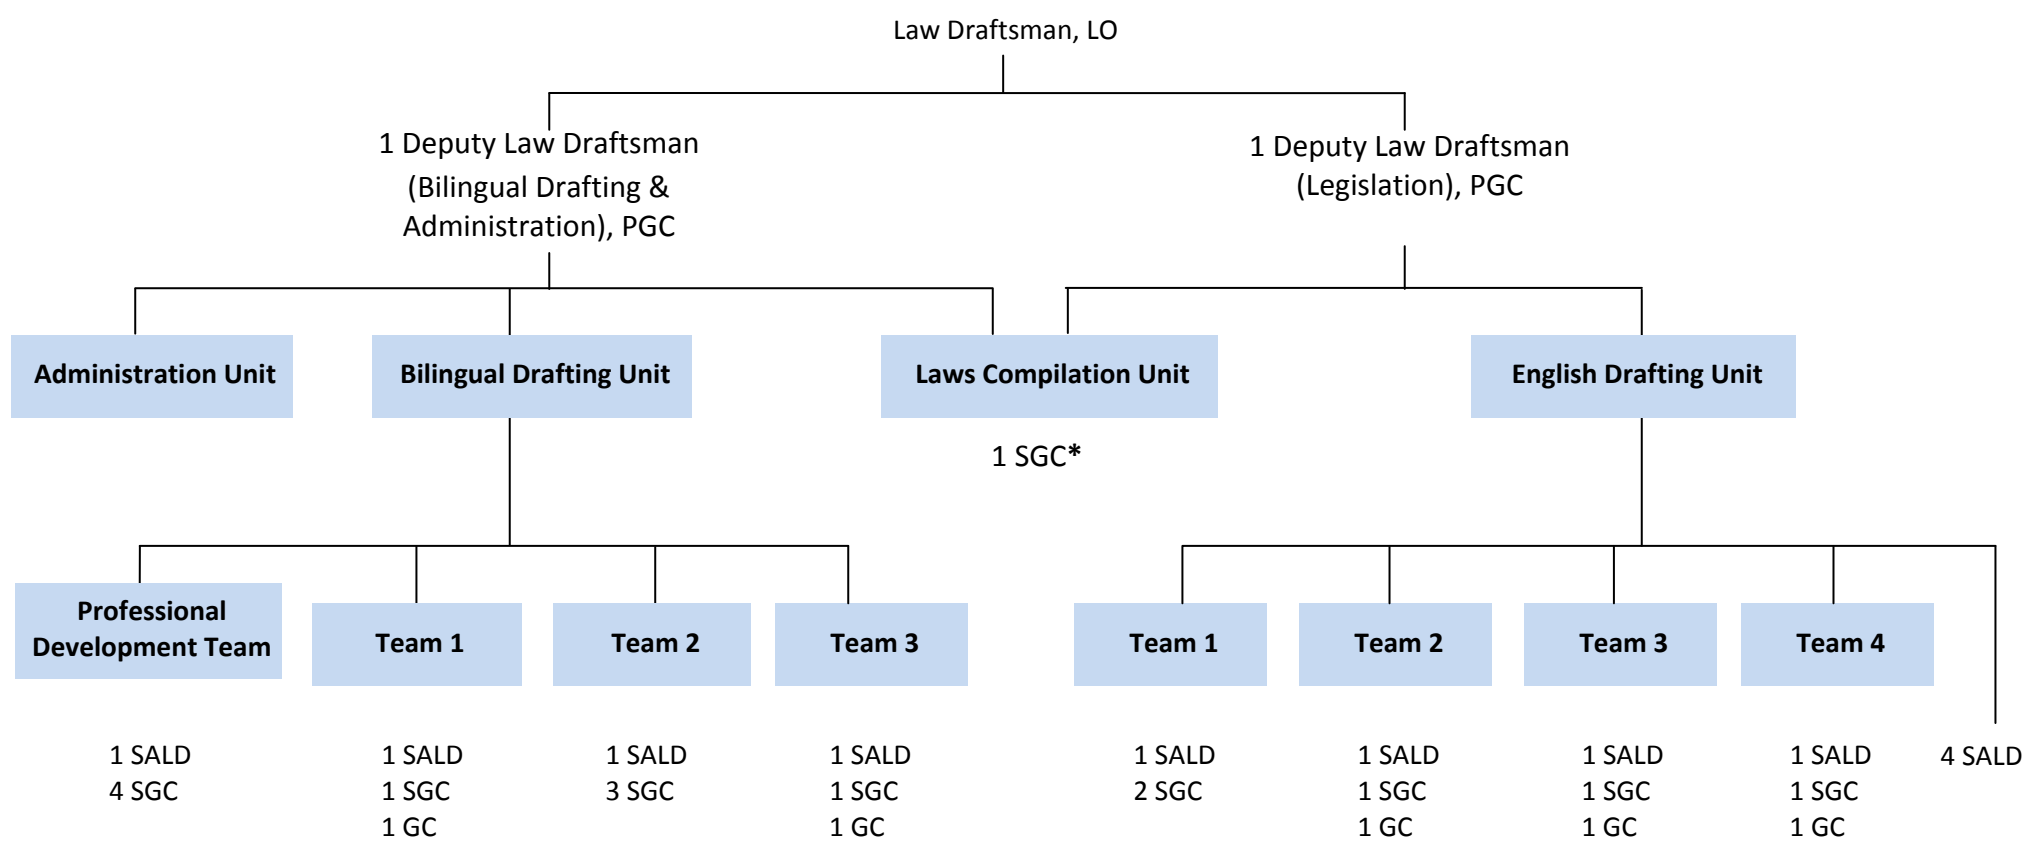 Law Draftsman, LO
1 Deputy Law Draftsman
(Bilingual Drafting &
Administration), PGC
1 Deputy Law Draftsman
(Legislation), PGC
Administration Unit
Bilingual Drafting Unit
Laws Compilation Unit
English Drafting Unit
1 SGC*
Professional
Development Team
Team 1
Team 2
Team 3
Team 1
Team 2
Team 3
Team 4
1 SALD
4 SGC
1 SALD
1 SGC
1 GC
1 SALD
3 SGC
1 SALD
1 SGC
1 GC
1 SALD
2 SGC
1 SALD
1 SGC
1 GC
1 SALD
1 SGC
1 GC
1 SALD
1 SGC
1 GC
4 SALD